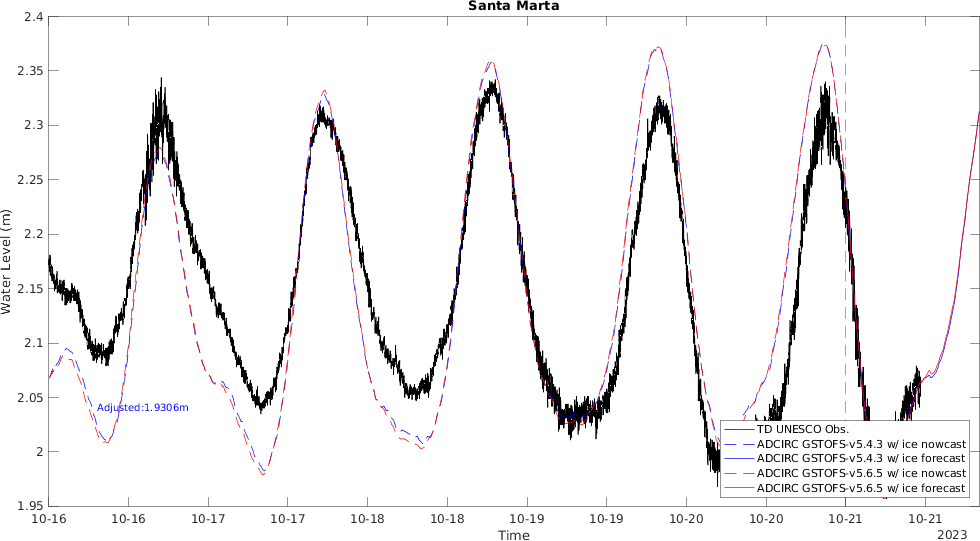 Santa Marta
Water Level (m)
2.4
2.35
2.3
2.25
2.2
2.15
2.1
2.05
2
1.95
Adjusted:1.9306m
TD UNESCO Obs.
ADCIRC GSTOFS-v5.4.3 w/ ice nowcast
ADCIRC GSTOFS-v5.4.3 w/ ice forecast
ADCIRC GSTOFS-v5.6.5 w/ ice nowcast
ADCIRC GSTOFS-v5.6.5 w/ ice forecast
10-16 10-16 10-17 10-17 10-18 10-18 10-19 10-19 10-20 10-20 10-21 10-21
Time
2023